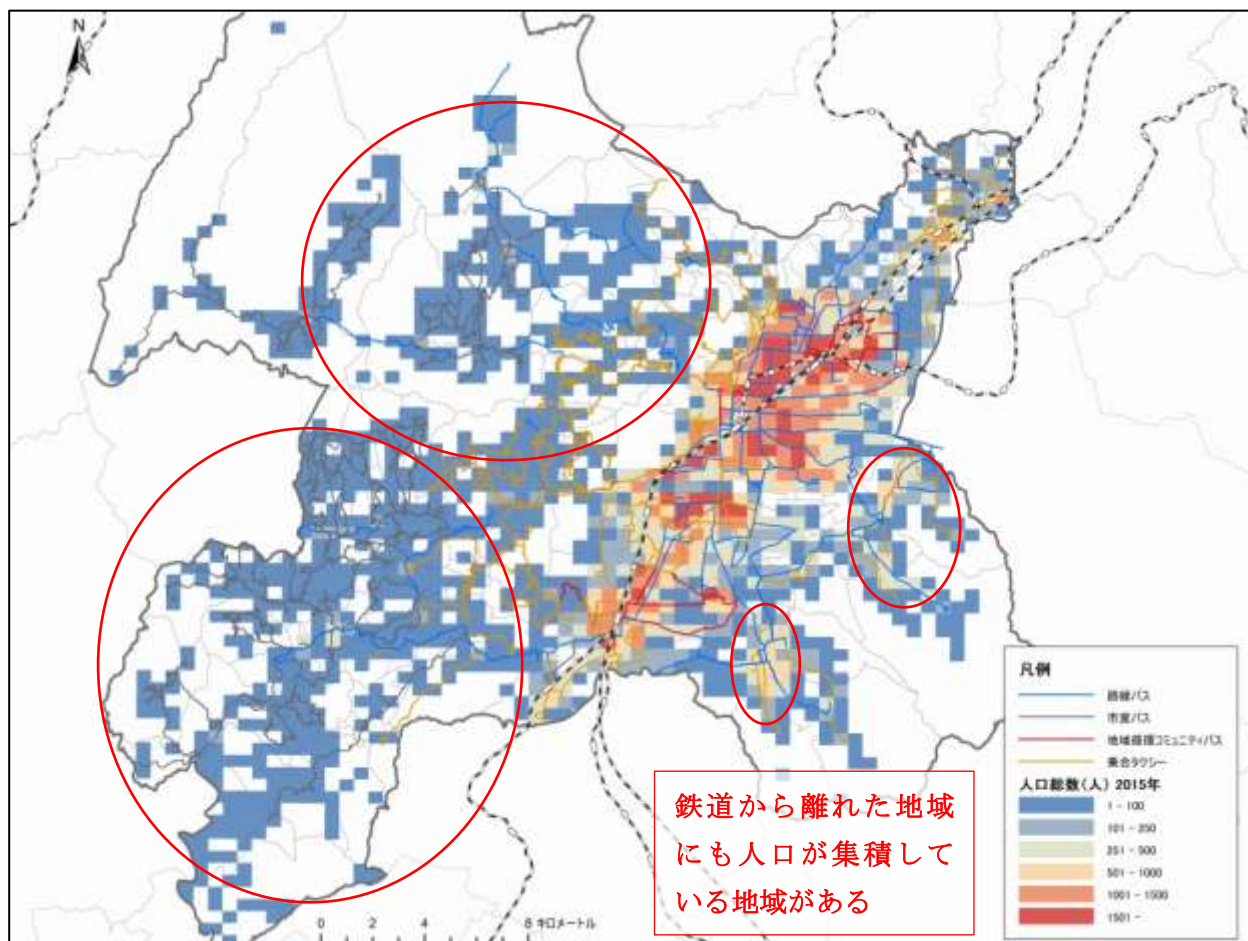 N
凡例
路線バス
市営バス
地域循環コミュニティバス
乗合タクシー
人口総数(人) 2015年
1 - 100
101 - 250
251 - 500
501 - 1000
1001 - 1500
1501 -
鉄道から離れた地域
にも人口が集積して
いる地域がある
0 2 4 8 キロメートル